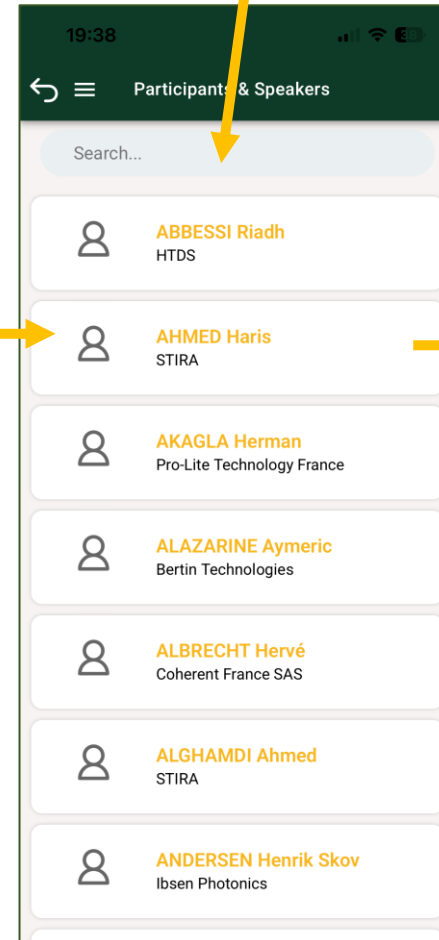 19:38
38
Participants & Speakers
Search...
ABBESSI Riadh
HTDS
AHMED Haris
STIRA
AKAGLA Herman
Pro-Lite Technology France
ALAZARINE Aymeric
Bertin Technologies
ALBRECHT Hervé
Coherent France SAS
ALGHAMDI Ahmed
STIRA
ANDERSEN Henrik Skov
Ibsen Photonics